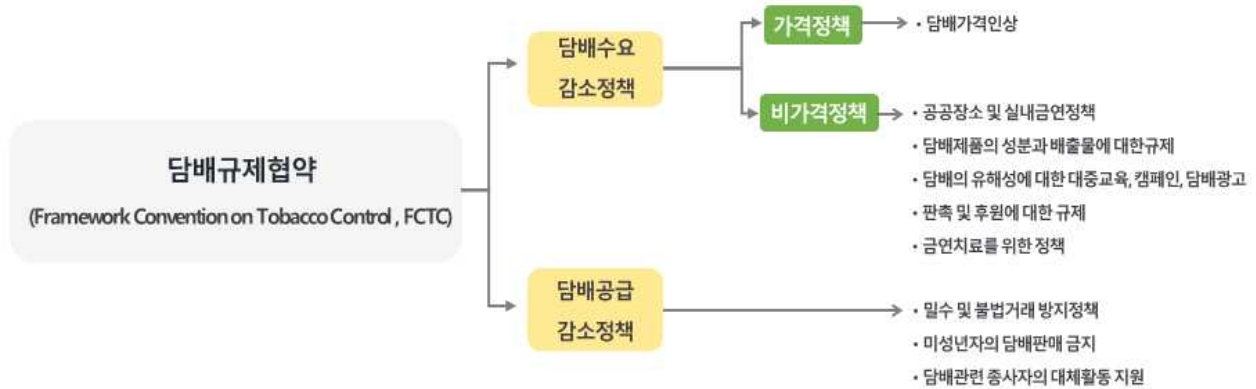 담배규제협약
(Framework Convention on Tobacco Control , FCTC)
담배수요
감소정책
가격정책
• 담배가격인상
비가격정책
• 공공장소 및 실내금연정책
• 담배제품의 성분과 배출물에 대한규제
• 담배의 유해성에 대한 대중교육, 캠페인, 담배광고
• 판촉 및 후원에 대한 규제
• 금연치료를 위한 정책
담배공급
감소정책
• 밀수 및 불법거래 방지정책
• 미성년자의 담배판매 금지
• 담배관련 종사자의 대체활동 지원